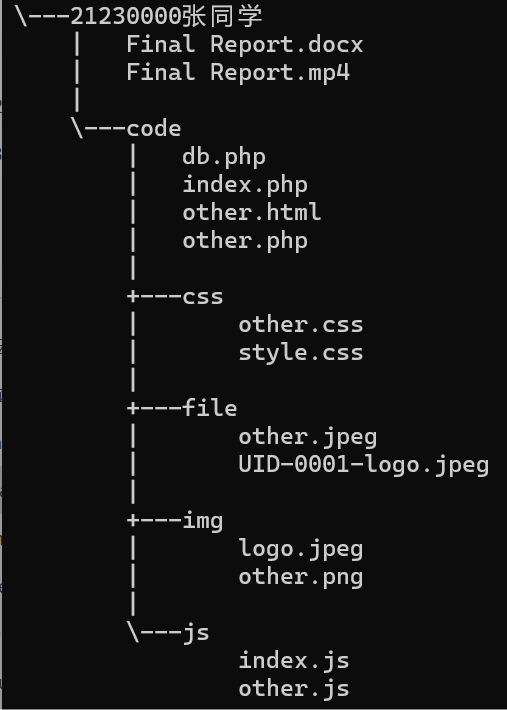 \---21230000张同学
    |   Final Report.docx
    |   Final Report.mp4
    |
    \---code
        |   db.php
        |   index.php
        |   other.html
        |   other.php
        |
        +---css
        |       other.css
        |       style.css
        |
        +---file
        |       other.jpeg
        |       UID-0001-logo.jpeg
        |
        +---img
        |       logo.jpeg
        |       other.png
        |
        \---js
                index.js
                other.js